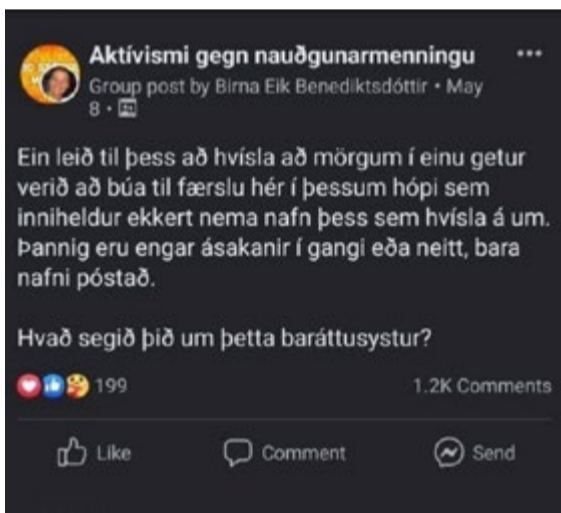 Aktívismi gegn nauðgunarmenningu
Group post by Birna Eik Benediktsdóttir • May
8 •
Ein leið til þess að hvísla að mörgum í einu getur
verið að búa til færslu hér í þessum hópi sem
inniheldur ekkert nema nafn þess sem hvísla á um.
Þannig eru engar ásakanir í gangi eða neitt, bara
nafni póstað.
Hvað segið þið um þetta baráttusystur?
199 1.2K Comments
Like Comment Send